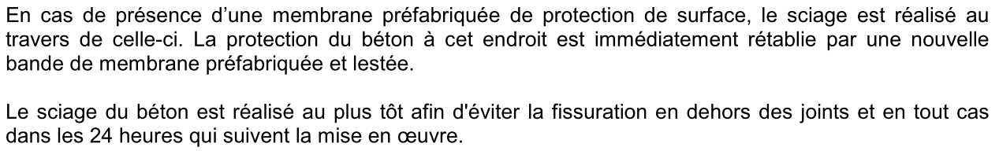 En cas de présence d’une membrane préfabriquée de protection de surface, le sciage est réalisé au
travers de celle-ci. La protection du béton à cet endroit est immédiatement rétablie par une nouvelle
bande de membrane préfabriquée et lestée.
Le sciage du béton est réalisé au plus tôt afin d'éviter la fissuration en dehors des joints et en tout cas
dans les 24 heures qui suivent la mise en œuvre.